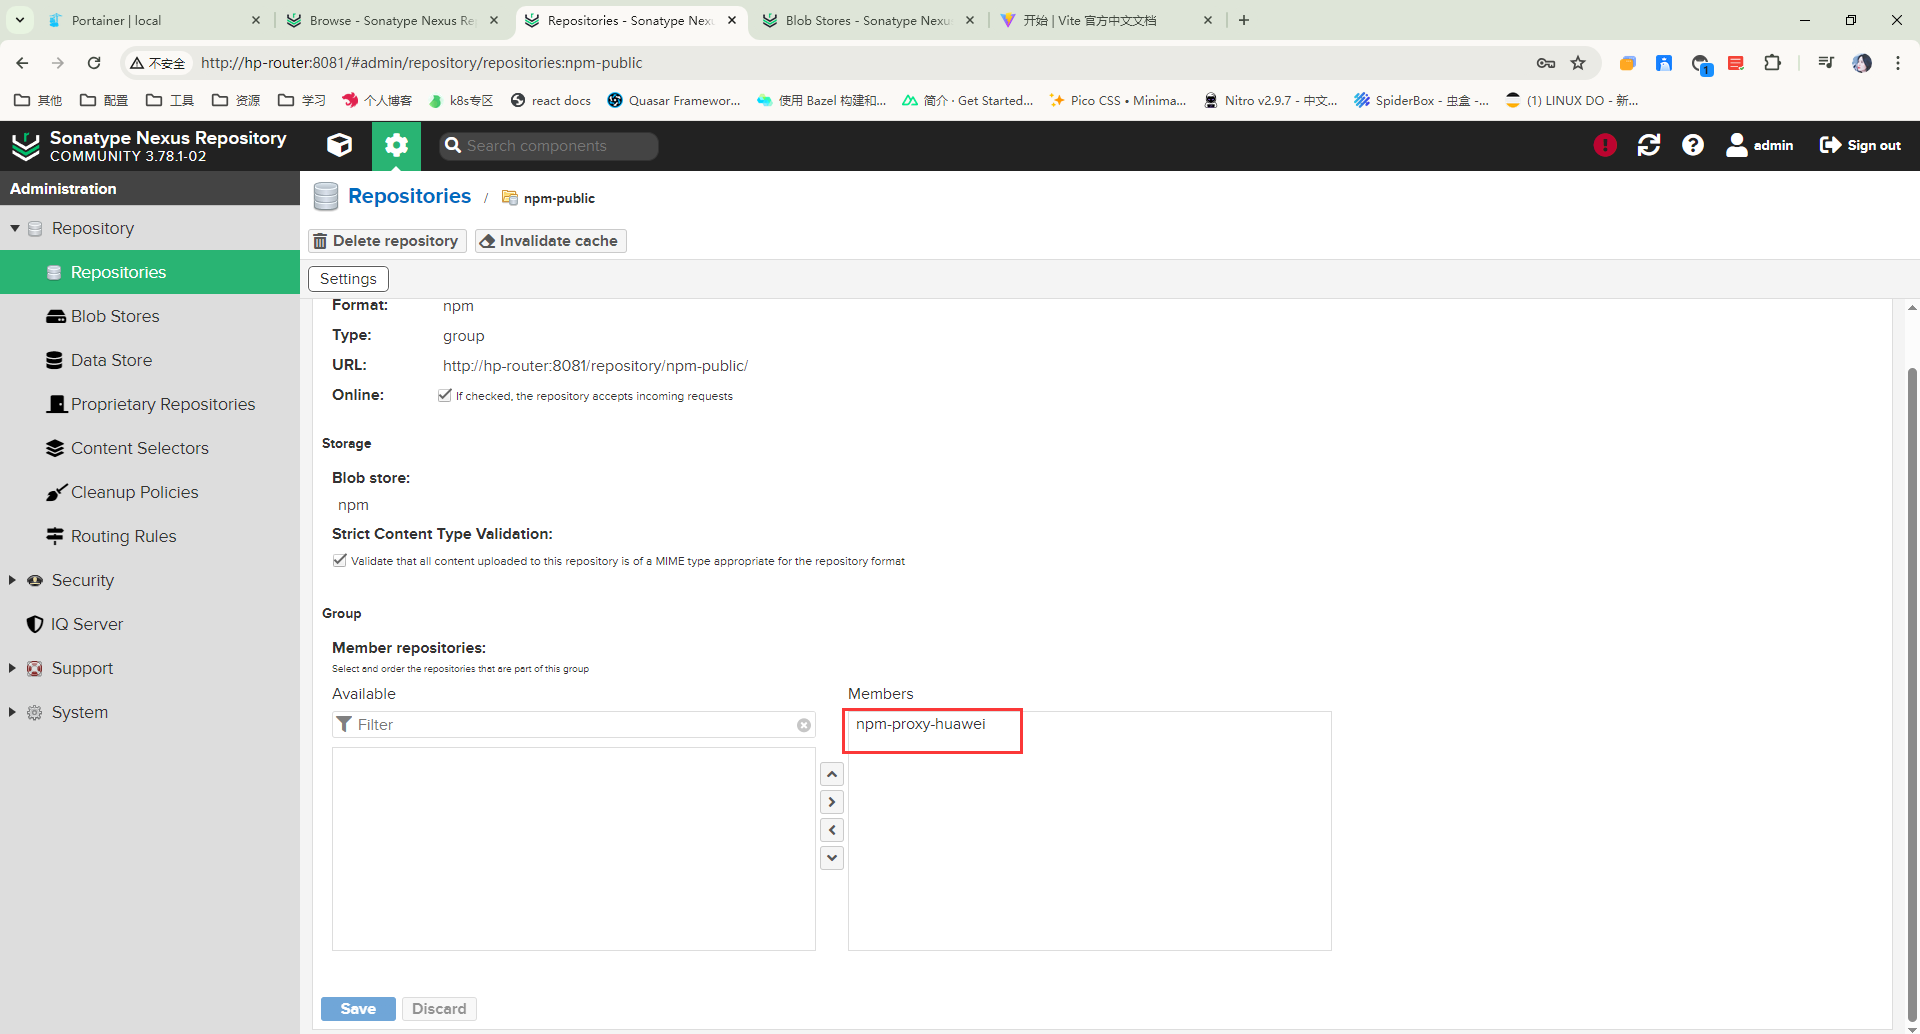 Portainer | local
Browse - Sonatype Nexus Re
Repositories - Sonatype Nexu
Blob Stores - Sonatype Nexus
开始 | Vite 官方中文文档
不安全
http://hp-router:8081/#admin/repository/repositories:npm-public
1
其他
配置
工具
资源
学习
个人博客
k8s专区
react docs
Quasar Framewor...
使用 Bazel 构建和...
简介 · Get Started...
Pico CSS • Minima...
Nitro v2.9.7 - 中文...
SpiderBox - 虫盒 -...
(1) LINUX DO - 新...
Sonatype Nexus Repository
COMMUNITY 3.78.1-02
Search components
admin
Sign out
Administration
Repository
Repositories
Blob Stores
Data Store
Proprietary Repositories
Content Selectors
Cleanup Policies
Routing Rules
Security
IQ Server
Support
System
Repositories / npm-public
Delete repository
Invalidate cache
Settings
Format: npm
Type: group
URL: http://hp-router:8081/repository/npm-public/
Online: If checked, the repository accepts incoming requests
Storage
Blob store:
npm
Strict Content Type Validation:
Validate that all content uploaded to this repository is of a MIME type appropriate for the repository format
Group
Member repositories:
Select and order the repositories that are part of this group
Available
Members
Filter
npm-proxy-huawei
Save
Discard